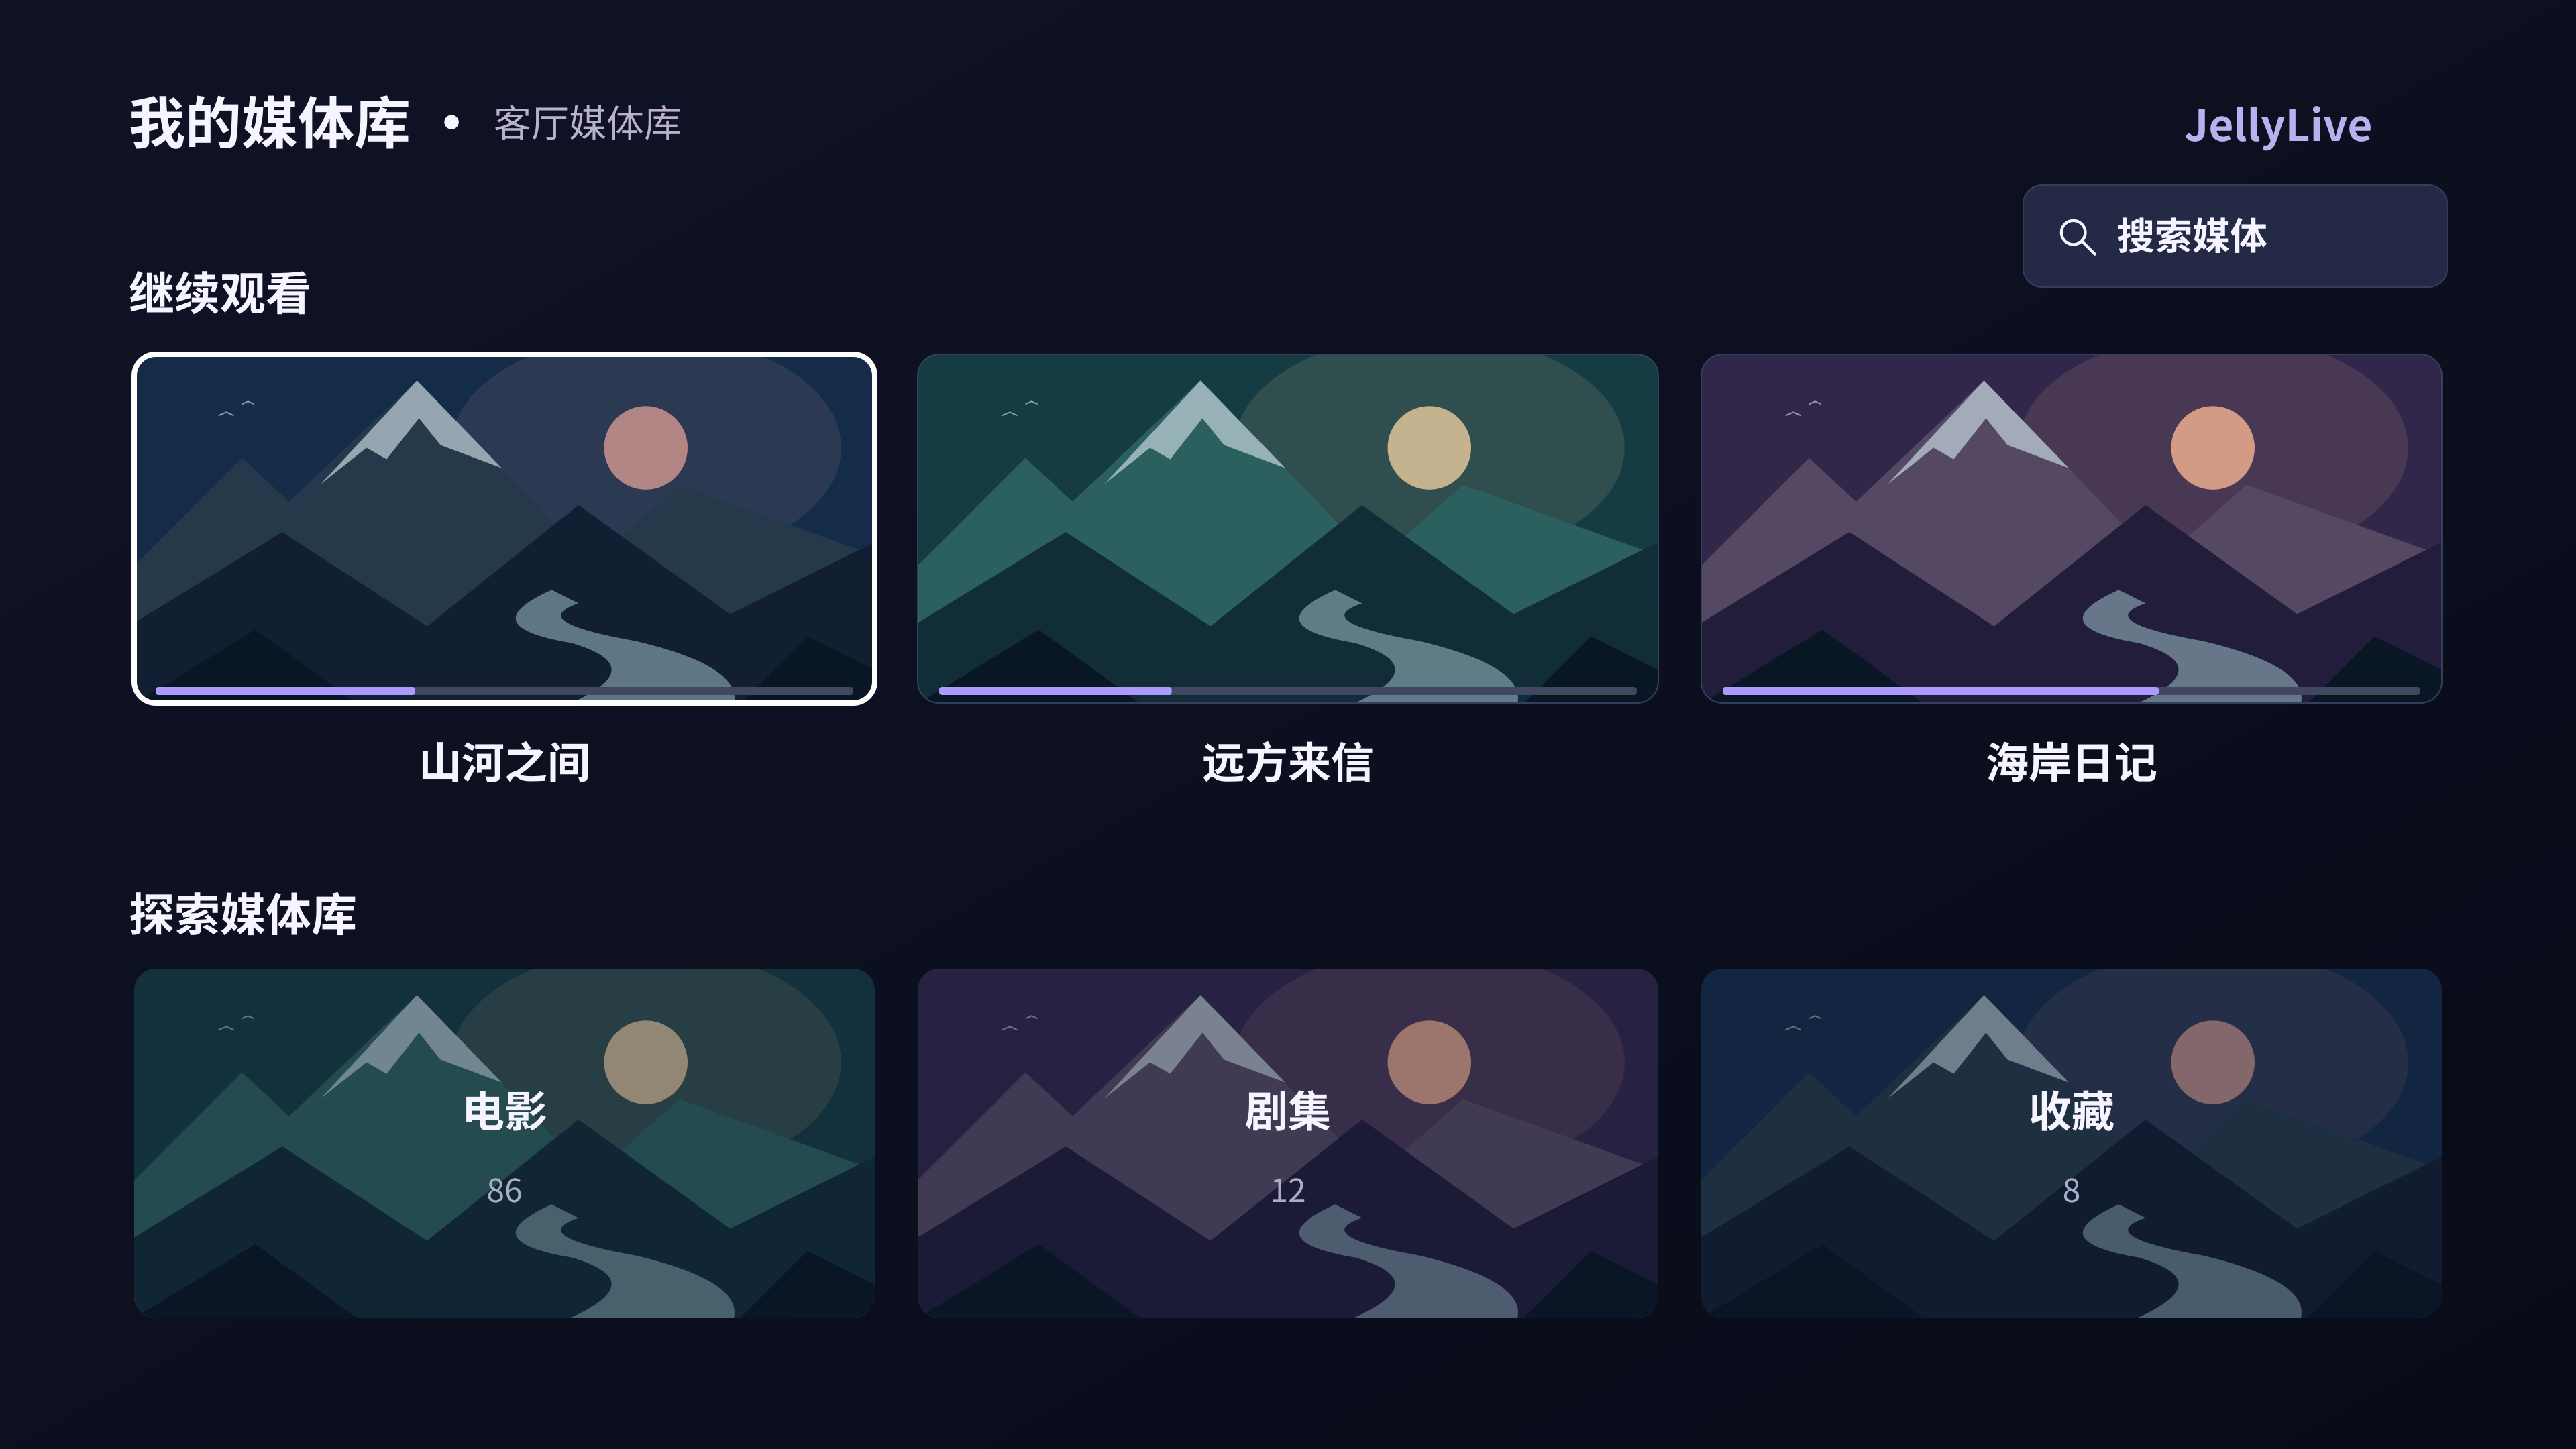 我的媒体库 • 客厅媒体库
JellyLive
搜索媒体
继续观看
山河之间
远方来信
海岸日记
探索媒体库
电影
86
剧集
12
收藏
8